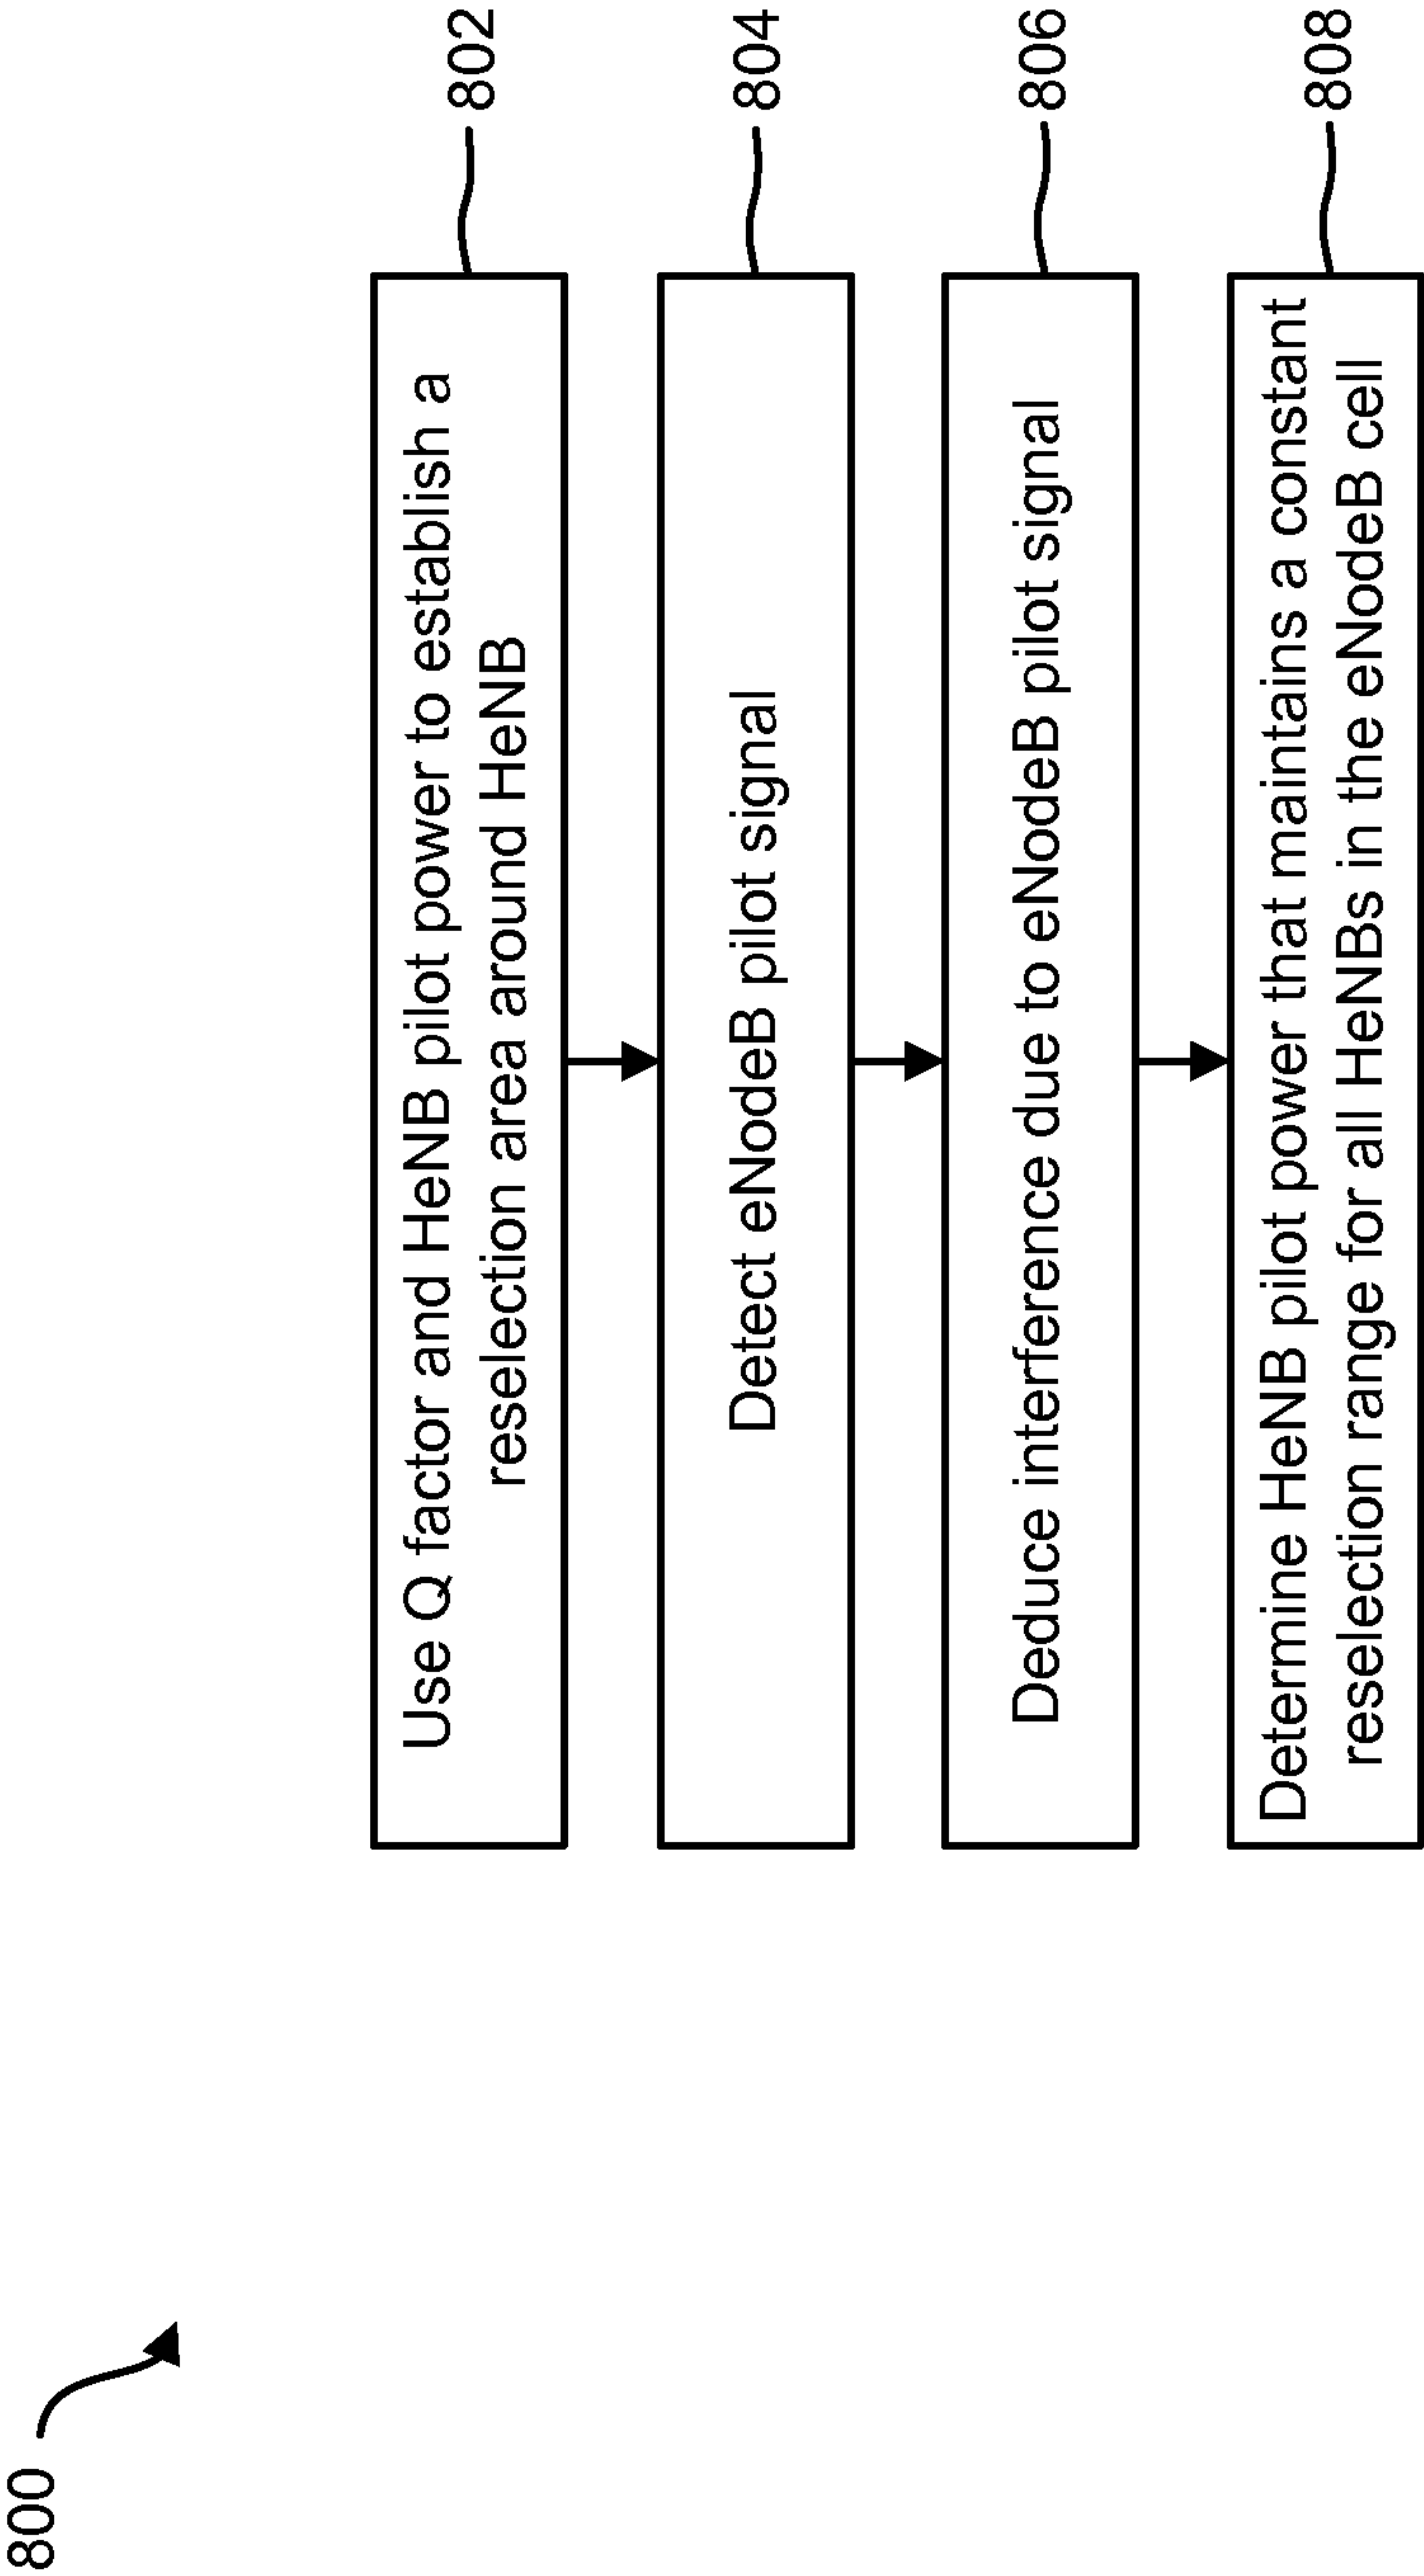 800
Use Q factor and HeNB pilot power to establish a
reselection area around HeNB
802
Detect eNodeB pilot signal
804
Deduce interference due to eNodeB pilot signal
806
Determine HeNB pilot power that maintains a constant
reselection range for all HeNBs in the eNodeB cell
808